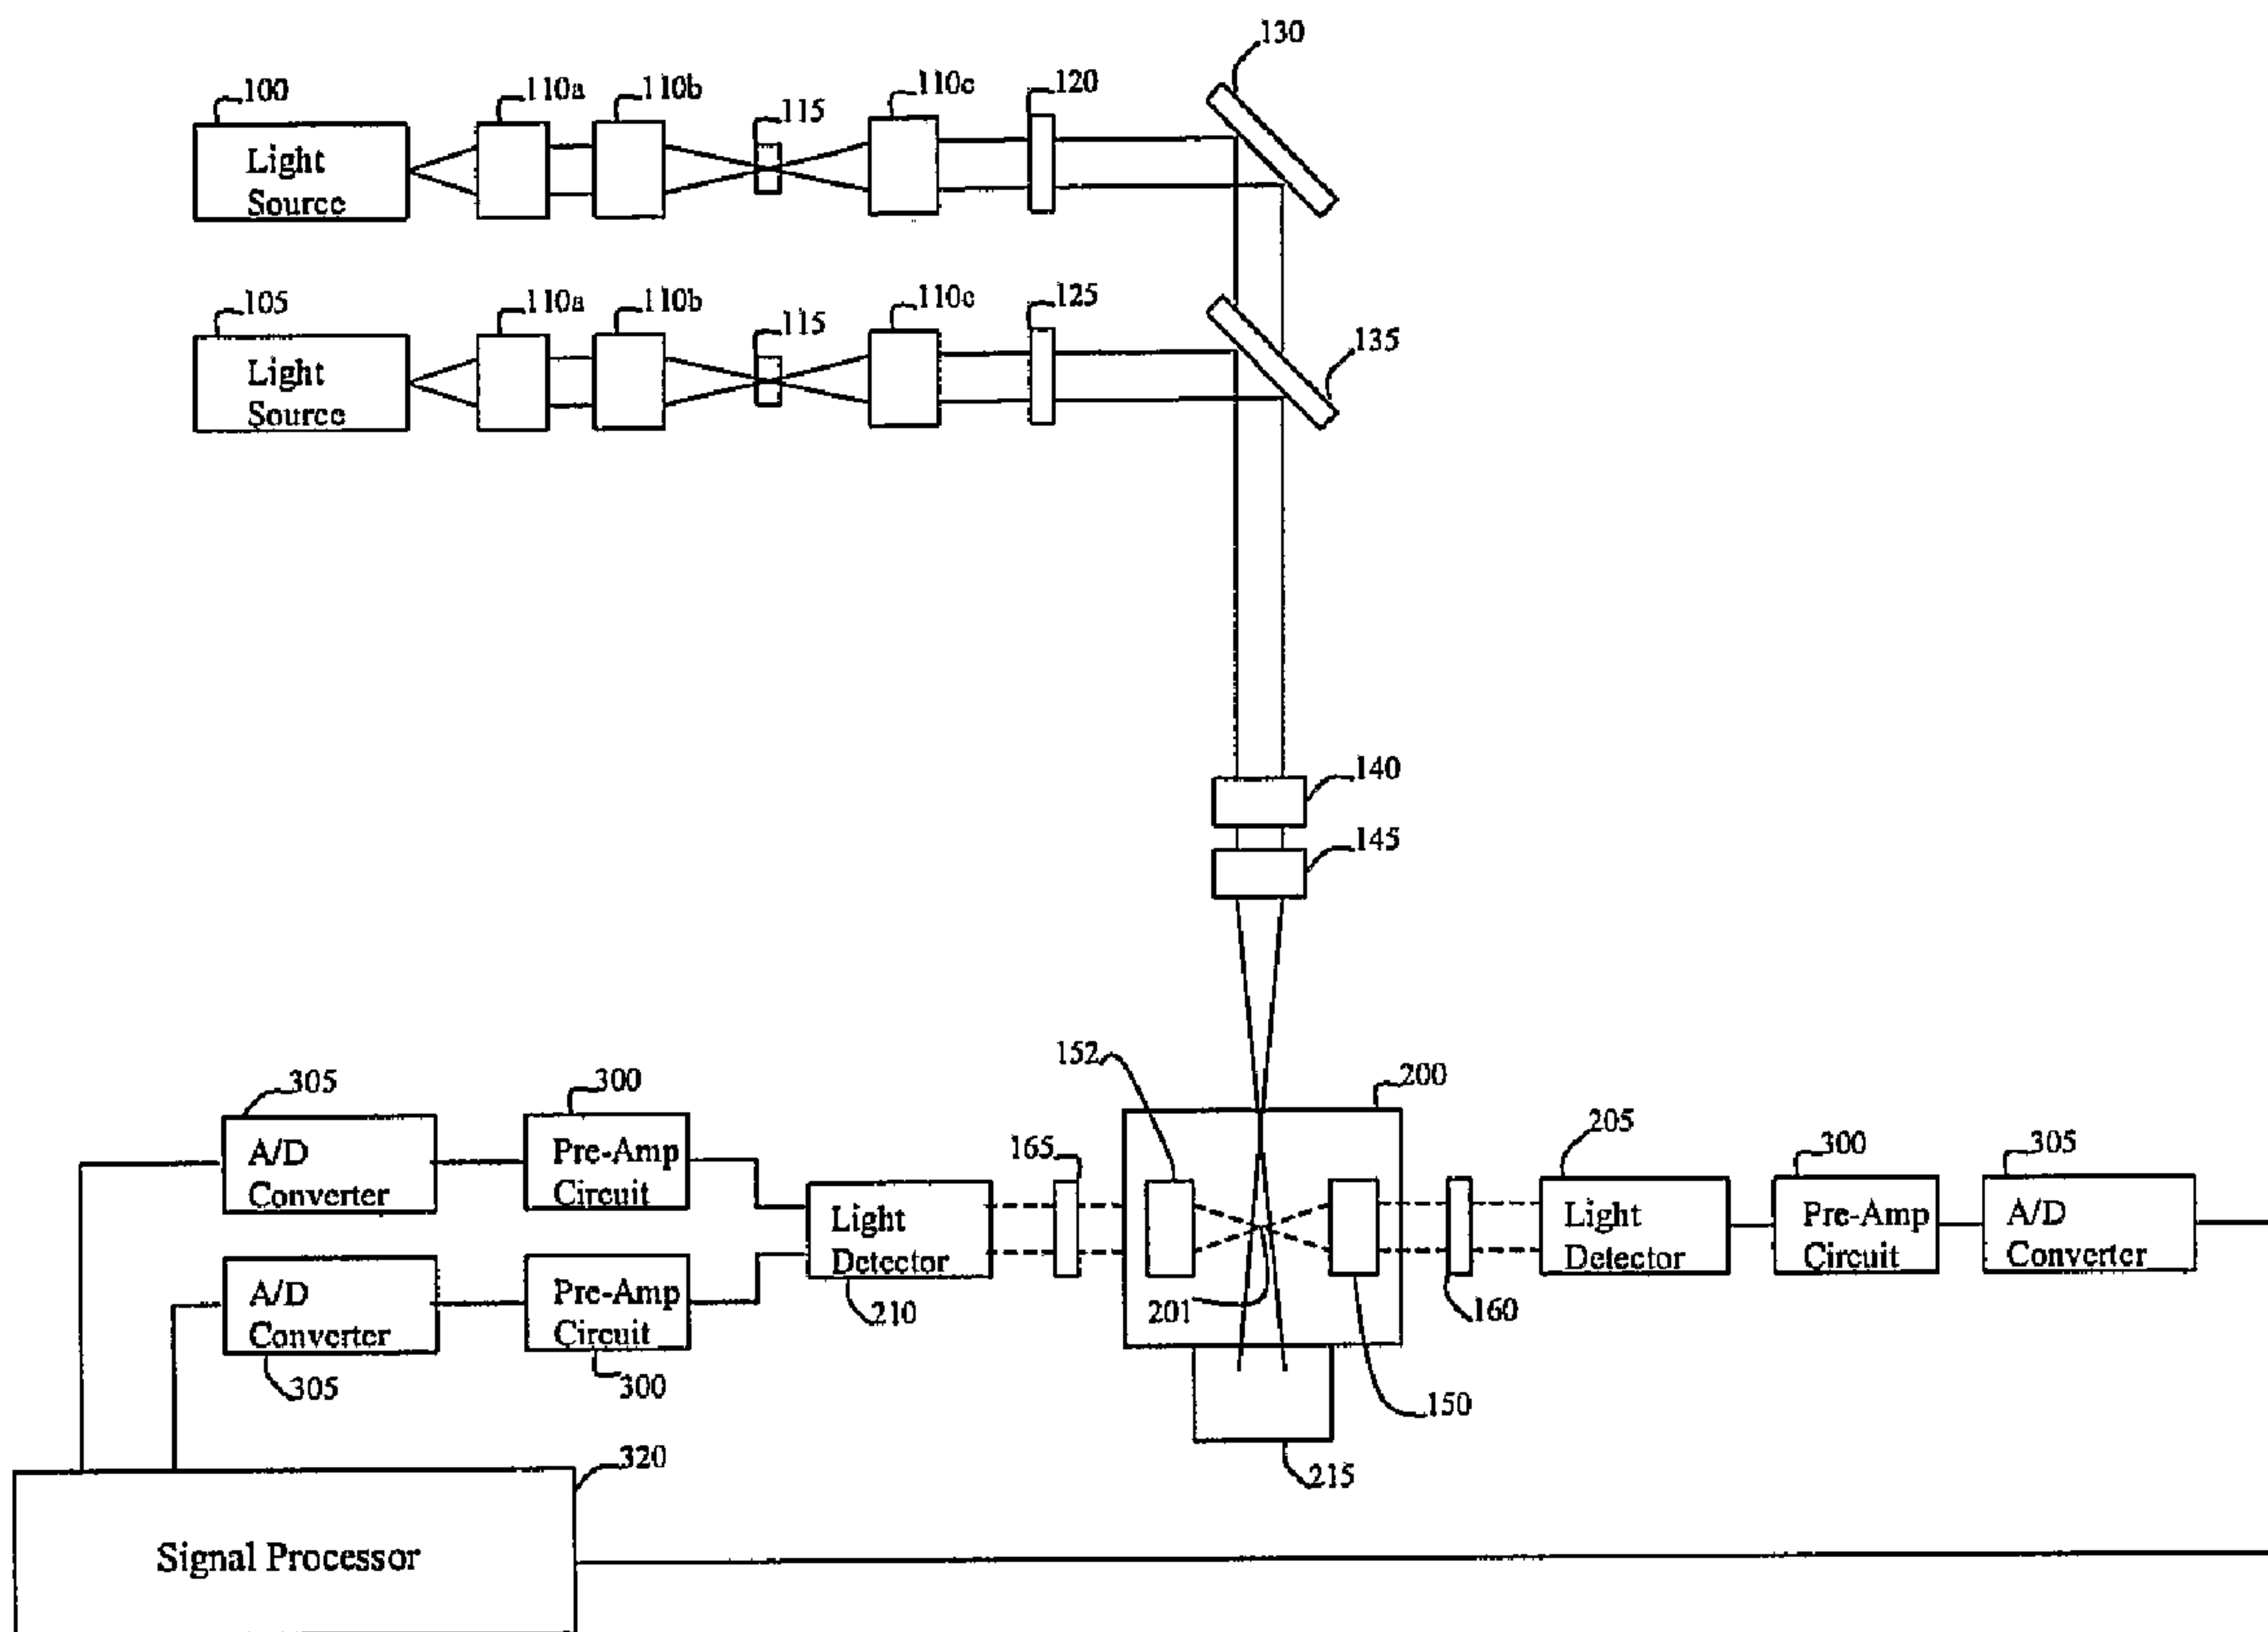 130
100
110a
110b
115
110c
120
Light
Source
105
110a
110b
115
110c
125
135
Light
Source
140
145
152
200
305
300
165
205
300
305
A/D
Converter
Pre-Amp
Circuit
Light
Detector
Light
Detector
Pre-Amp
Circuit
A/D
Converter
A/D
Converter
Pre-Amp
Circuit
210
201
160
305
300
150
320
215
Signal Processor